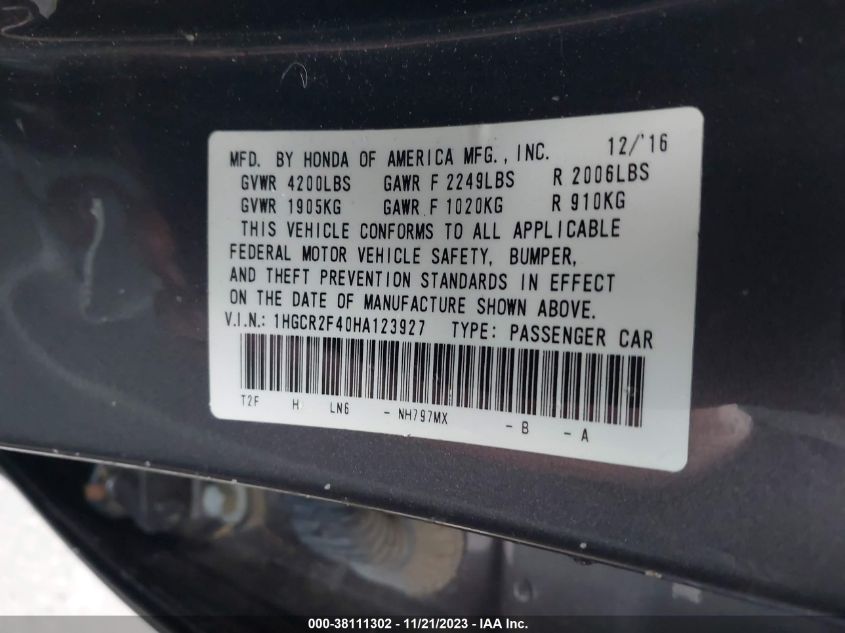 MFD. BY HONDA OF AMERICA MFG., INC. 12/'16
GVWR 4200LBS GAWR F 2249LBS R 2006LBS
GVWR 1905KG GAWR F 1020KG R 910KG
THIS VEHICLE CONFORMS TO ALL APPLICABLE
FEDERAL MOTOR VEHICLE SAFETY, BUMPER,
AND THEFT PREVENTION STANDARDS IN EFFECT
ON THE DATE OF MANUFACTURE SHOWN ABOVE.
V.I.N.: 1HGCR2F40HA123927 TYPE: PASSENGER CAR
T2F H LN6 - NH797MX - B - A
000-38111302 - 11/21/2023 - IAA Inc.